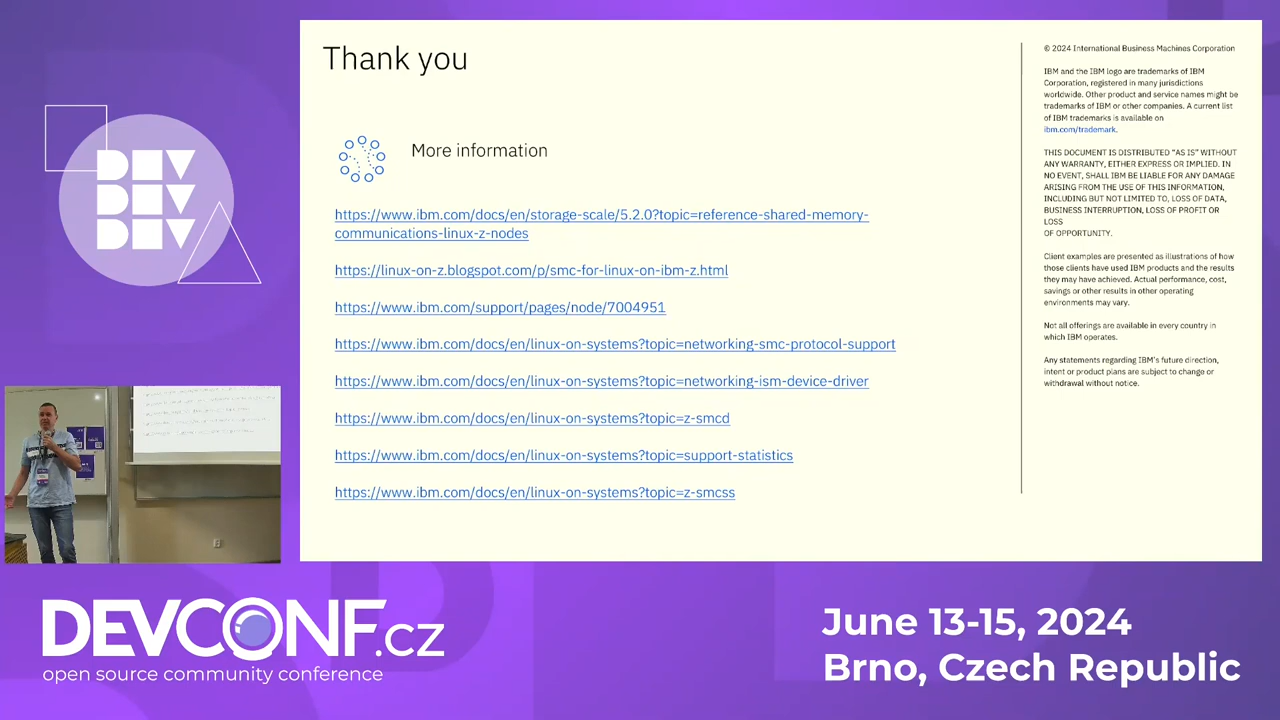 DEV
DEV
DEV
Thank you
More information
https://www.ibm.com/docs/en/storage-scale/5.2.0?topic=reference-shared-memory-
communications-linux-z-nodes
https://linux-on-z.blogspot.com/p/smc-for-linux-on-ibm-z.html
https://www.ibm.com/support/pages/node/7004951
https://www.ibm.com/docs/en/linux-on-systems?topic=networking-smc-protocol-support
https://www.ibm.com/docs/en/linux-on-systems?topic=networking-ism-device-driver
https://www.ibm.com/docs/en/linux-on-systems?topic=z-smcd
https://www.ibm.com/docs/en/linux-on-systems?topic=support-statistics
https://www.ibm.com/docs/en/linux-on-systems?topic=z-smcss
© 2024 International Business Machines Corporation
IBM and the IBM logo are trademarks of IBM
Corporation, registered in many jurisdictions
worldwide. Other product and service names might be
trademarks of IBM or other companies. A current list
of IBM trademarks is available on
ibm.com/trademark.
THIS DOCUMENT IS DISTRIBUTED “AS IS” WITHOUT
ANY WARRANTY, EITHER EXPRESS OR IMPLIED. IN
NO EVENT, SHALL IBM BE LIABLE FOR ANY DAMAGE
ARISING FROM THE USE OF THIS INFORMATION,
INCLUDING BUT NOT LIMITED TO, LOSS OF DATA,
BUSINESS INTERRUPTION, LOSS OF PROFIT OR
LOSS
OF OPPORTUNITY.
Client examples are presented as illustrations of how
those clients have used IBM products and the results
they may have achieved. Actual performance, cost,
savings or other results in other operating
environments may vary.
Not all offerings are available in every country in
which IBM operates.
Any statements regarding IBM’s future direction,
intent or product plans are subject to change or
withdrawal without notice.
DEVCONF.cz
open source community conference
June 13-15, 2024
Brno, Czech Republic